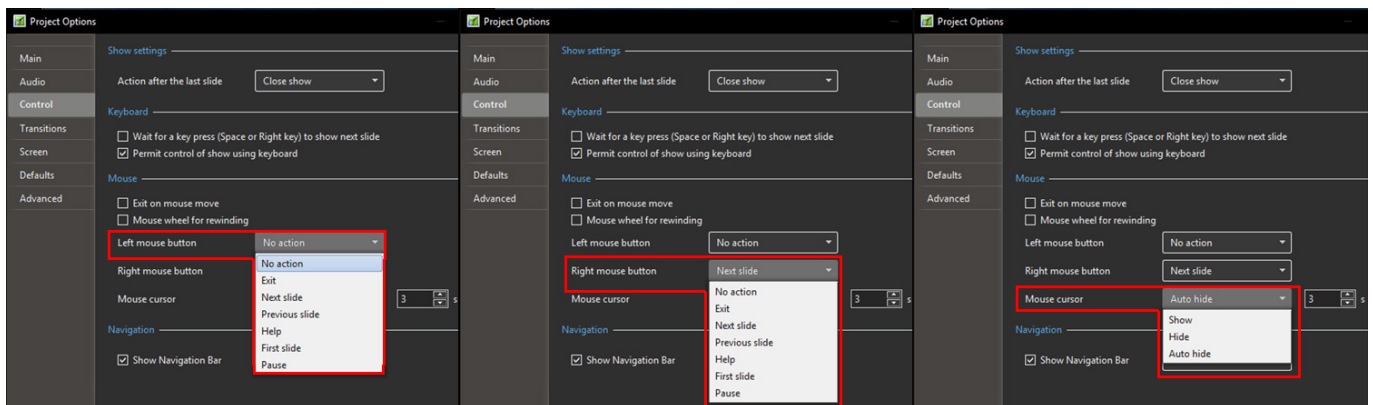 Project Options
Main
Audio
Control
Transitions
Screen
Defaults
Advanced
Show settings
Action after the last slide Close show
Keyboard
Wait for a key press (Space or Right key) to show next slide
Permit control of show using keyboard
Mouse
Exit on mouse move
Mouse wheel for rewinding
Left mouse button No action
No action
Exit
Next slide
Previous slide
Help
First slide
Pause
Right mouse button
Mouse cursor 3 s
Navigation
Show Navigation Bar
Project Options
Main
Audio
Control
Transitions
Screen
Defaults
Advanced
Show settings
Action after the last slide Close show
Keyboard
Wait for a key press (Space or Right key) to show next slide
Permit control of show using keyboard
Mouse
Exit on mouse move
Mouse wheel for rewinding
Left mouse button No action
Right mouse button Next slide
No action
Exit
Next slide
Previous slide
Help
First slide
Pause
Mouse cursor 3 s
Navigation
Show Navigation Bar
Project Options
Main
Audio
Control
Transitions
Screen
Defaults
Advanced
Show settings
Action after the last slide Close show
Keyboard
Wait for a key press (Space or Right key) to show next slide
Permit control of show using keyboard
Mouse
Exit on mouse move
Mouse wheel for rewinding
Left mouse button No action
Right mouse button Next slide
Mouse cursor Auto hide 3 s
Show
Hide
Auto hide
Navigation
Show Navigation Bar